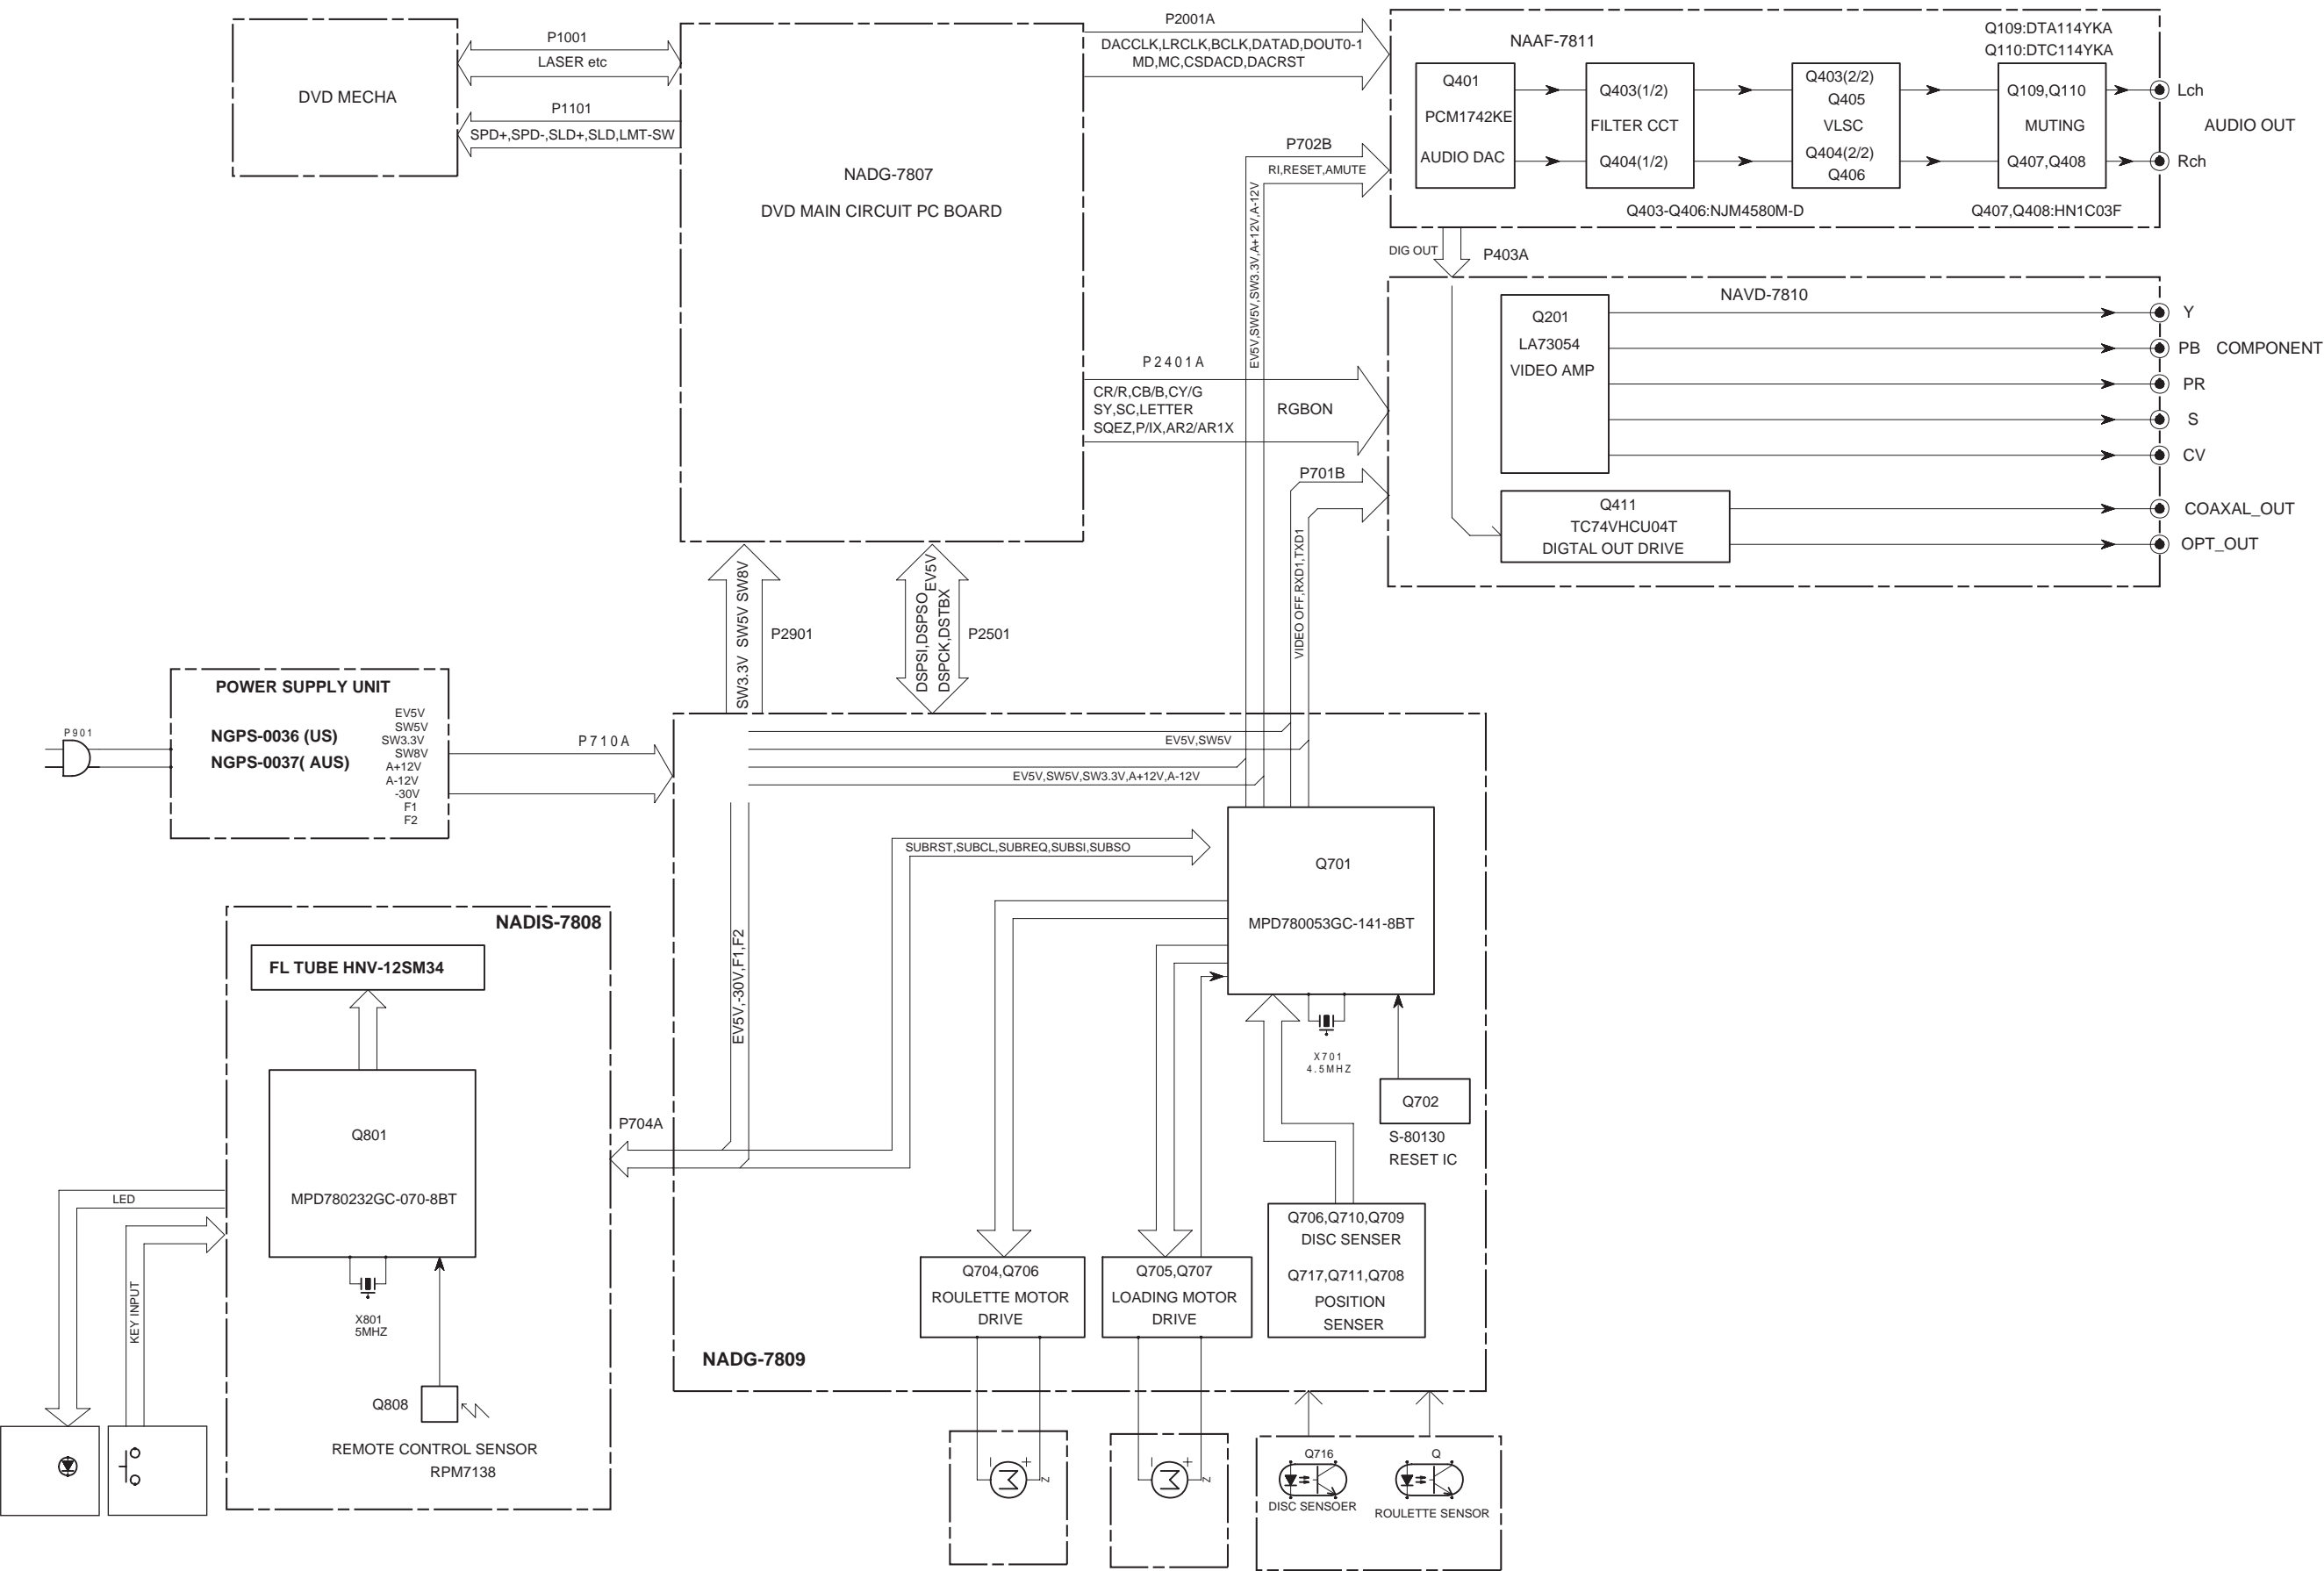 P1001
LASER etc
DVD MECHA
P1101
SPD+,SPD-,SLD+,SLD,LMT-SW
NADG-7807
DVD MAIN CIRCUIT PC BOARD
P2001A
DACCLK,LRCLK,BCLK,DATAD,DOUT0-1
MD,MC,CSDACD,DACRST
P702B
RI,RESET,AMUTE
EV5V,SW5V,SW3.3V,A+12V,A-12V
NAAF-7811
Q109:DTA114YKA
Q110:DTC114YKA
Q401
PCM1742KE
AUDIO DAC
Q403(1/2)
FILTER CCT
Q404(1/2)
Q403(2/2)
Q405
VLSC
Q404(2/2)
Q406
Q109,Q110
MUTING
Q407,Q408
Lch
AUDIO OUT
Rch
Q403-Q406:NJM4580M-D
Q407,Q408:HN1C03F
DIG OUT
P403A
NAVD-7810
Q201
LA73054
VIDEO AMP
Y
PB COMPONENT
PR
S
CV
P2401A
CR/R,CB/B,CY/G
SY,SC,LETTER
SQEZ,P/IX,AR2/AR1X
RGBON
P701B
VIDEO OFF,RXD1,TXD1
Q411
TC74VHCU04T
DIGTAL OUT DRIVE
COAXAL_OUT
OPT_OUT
SW3.3V SW5V SW8V
P2901
DSPSI,DSPSO
EV5V
DSPCK,DSTBX
P2501
POWER SUPPLY UNIT
NGPS-0036 (US)
NGPS-0037( AUS)
EV5V
SW5V
SW3.3V
SW8V
A+12V
A-12V
-30V
F1
F2
P901
P710A
EV5V,SW5V
EV5V,SW5V,SW3.3V,A+12V,A-12V
SUBRST,SUBCL,SUBREQ,SUBSI,SUBSO
Q701
MPD780053GC-141-8BT
EV5V,-30V,F1,F2
X701
4.5MHZ
Q702
S-80130
RESET IC
NADIS-7808
FL TUBE HNV-12SM34
Q801
MPD780232GC-070-8BT
X801
5MHZ
P704A
LED
KEY INPUT
Q808
REMOTE CONTROL SENSOR
RPM7138
Q704,Q706
ROULETTE MOTOR
DRIVE
Q705,Q707
LOADING MOTOR
DRIVE
Q706,Q710,Q709
DISC SENSER
Q717,Q711,Q708
POSITION
SENSER
NADG-7809
M
- + Z
M
- + Z
Q716
DISC SENSOER
Q
ROULETTE SENSOR